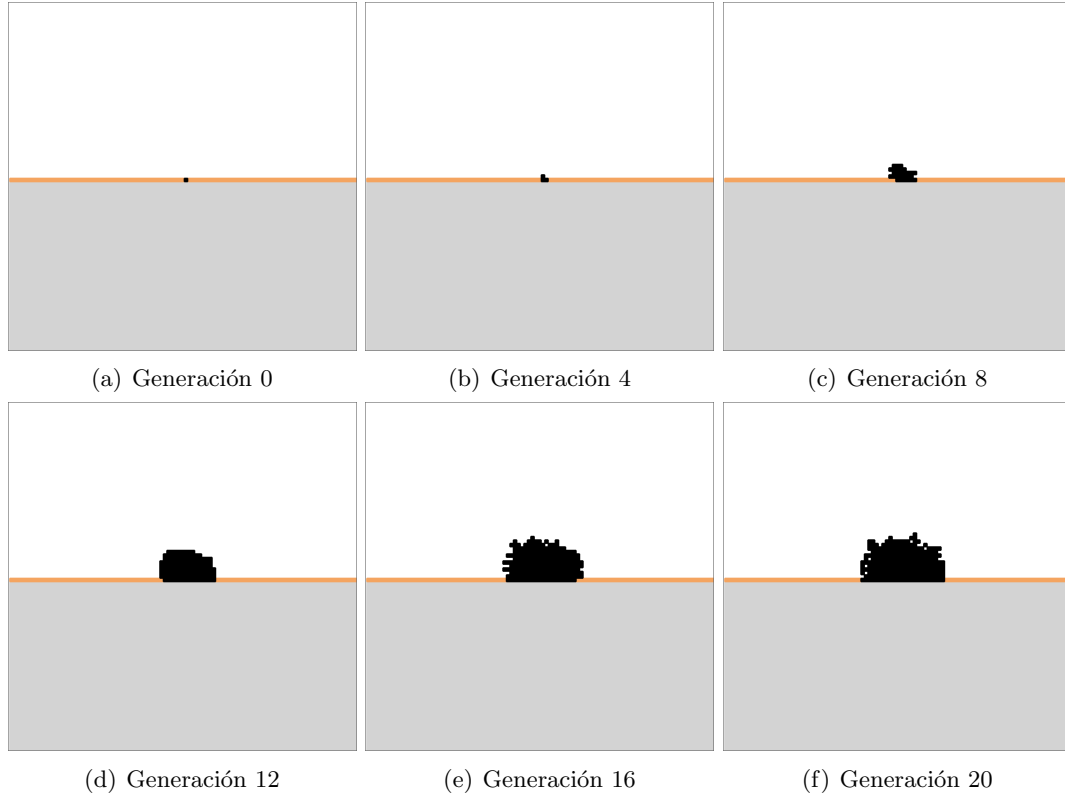 (a) Generación 0
(b) Generación 4
(c) Generación 8
(d) Generación 12
(e) Generación 16
(f) Generación 20